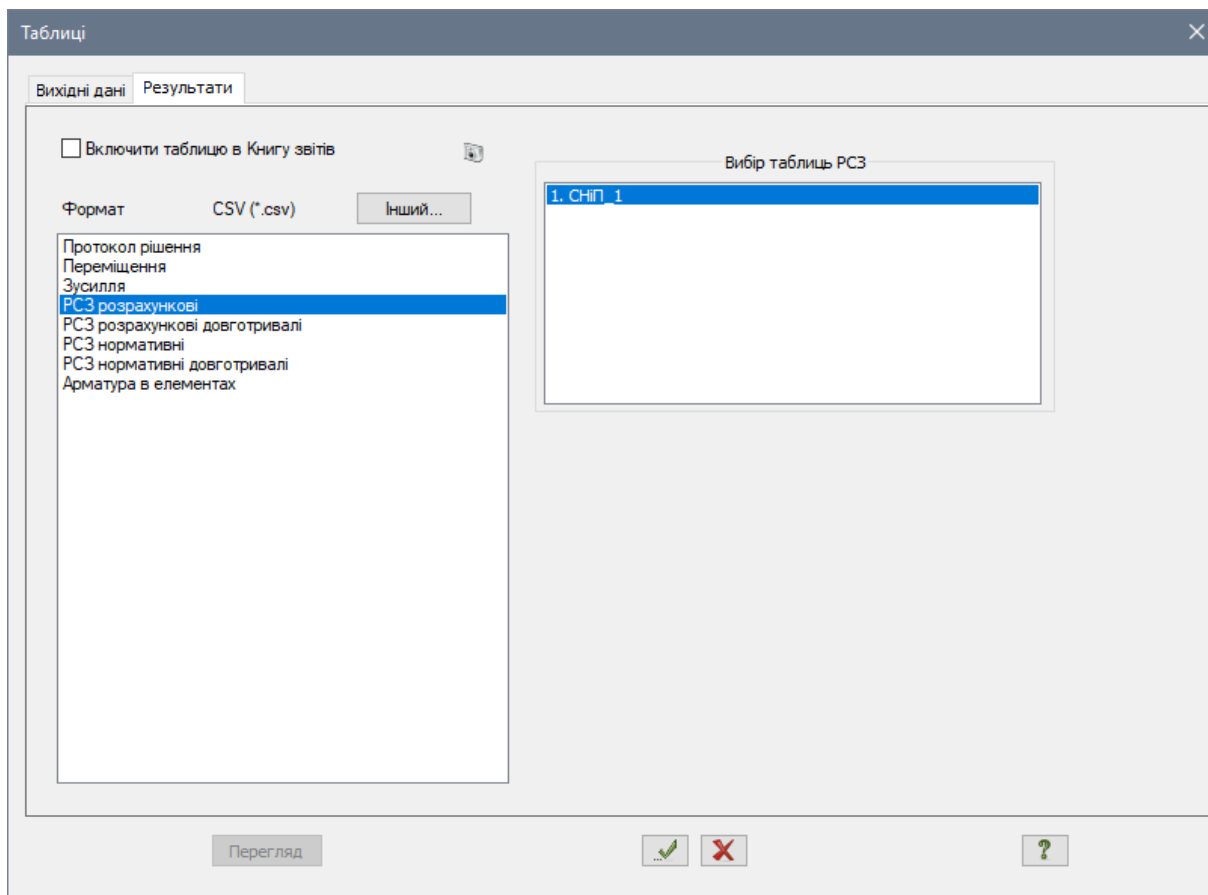 Таблиці
Вихідні дані
Результати
Включити таблицю в Книгу звітів
Формат
CSV (*.csv)
Інший...
Протокол рішення
Переміщення
Зусилля
РСЗ розрахункові
РСЗ розрахункові довготривалі
РСЗ нормативні
РСЗ нормативні довготривалі
Арматура в елементах
Вибір таблиць РСЗ
1. СНіП_1
Перегляд
?